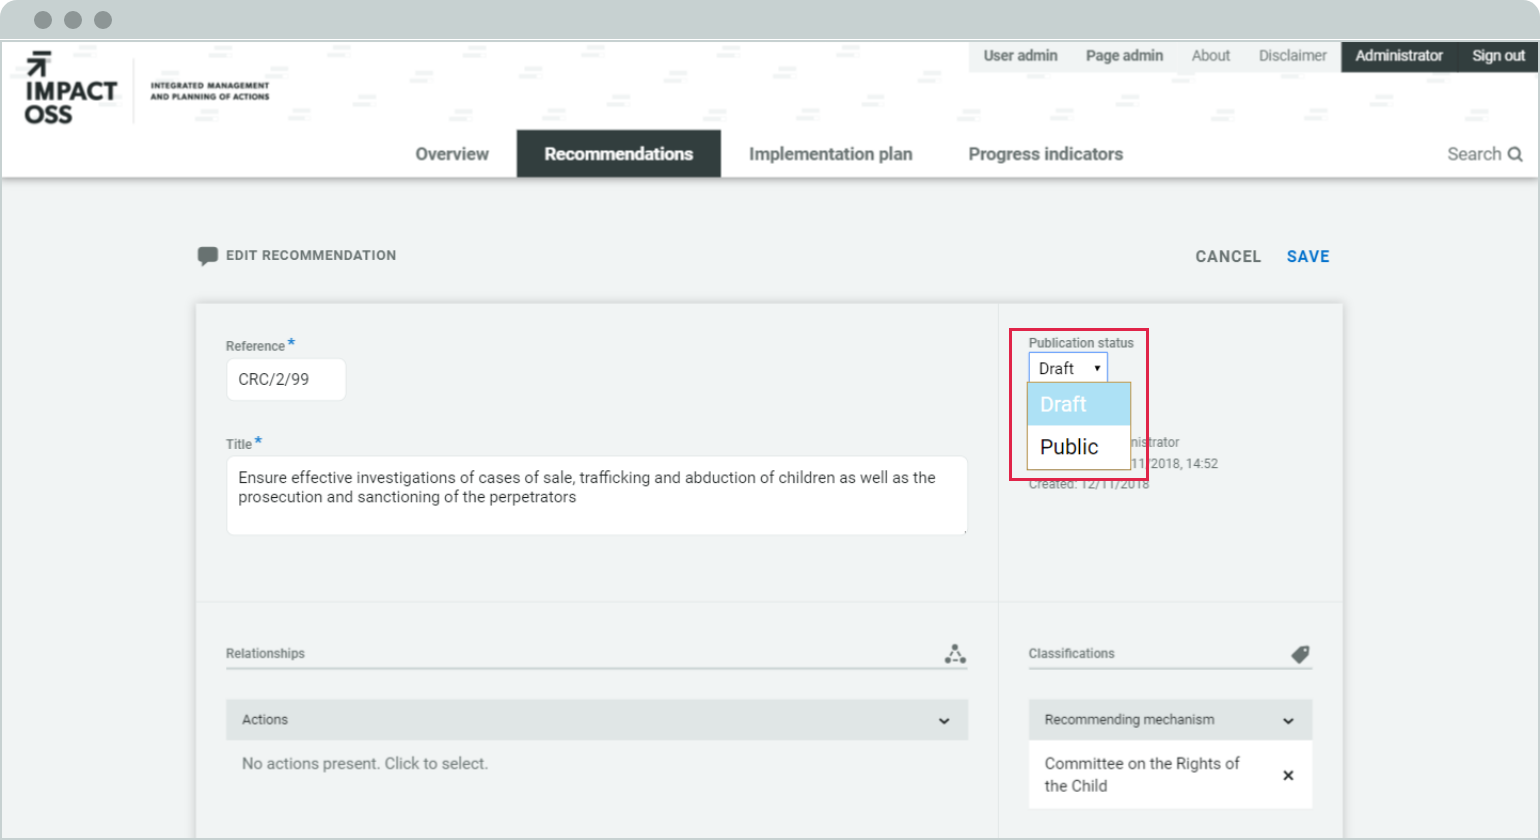 User admin
Page admin
About
Disclaimer
Administrator
Sign out
IMPACT
OSS
INTEGRATED MANAGEMENT
AND PLANNING OF ACTIONS
Overview
Recommendations
Implementation plan
Progress indicators
Search
EDIT RECOMMENDATION
CANCEL
SAVE
Reference*
CRC/2/99
Publication status
Draft
Draft
Public
nistrator
11/2018, 14:52
Created: 12/11/2018
Title*
Ensure effective investigations of cases of sale, trafficking and abduction of children as well as the
prosecution and sanctioning of the perpetrators
Relationships
Actions
No actions present. Click to select.
Classifications
Recommending mechanism
Committee on the Rights of
the Child